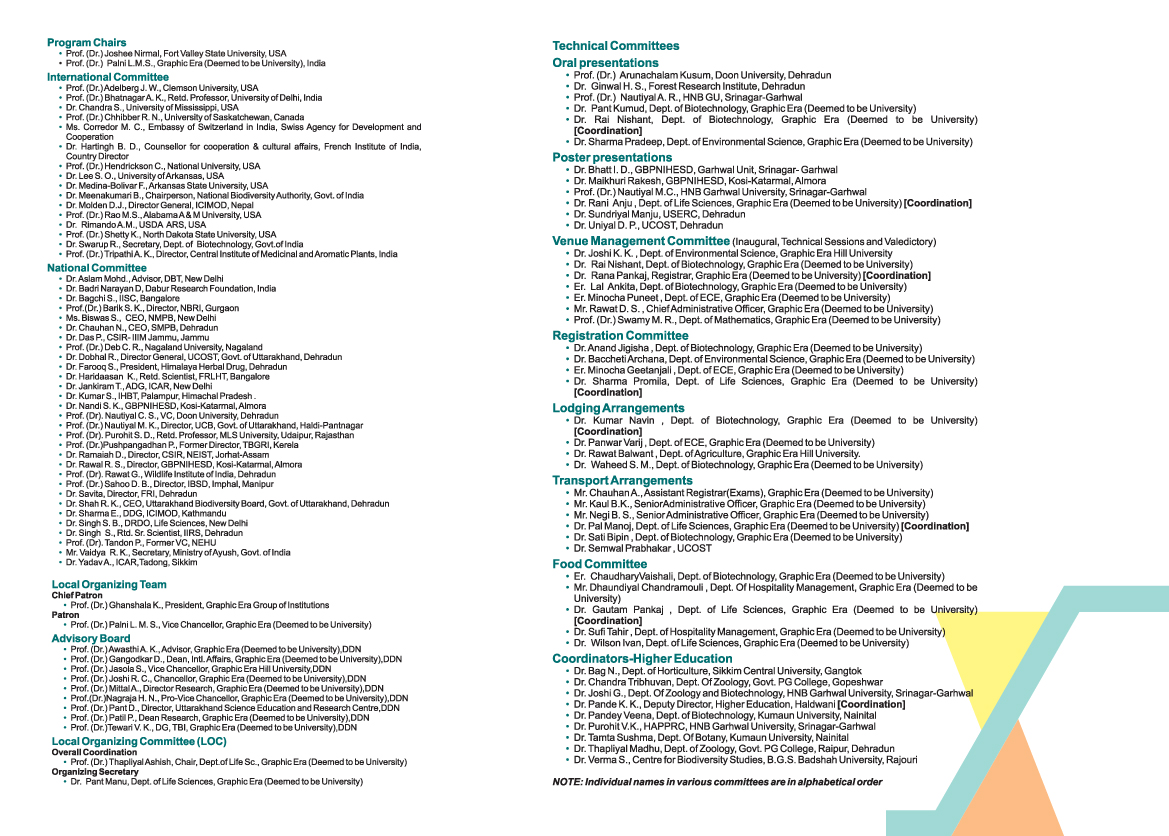 Program Chairs
• Prof. (Dr.) Joshee Nirmal, Fort Valley State University, USA
• Prof. (Dr.) Palni L.M.S., Graphic Era (Deemed to be University), India
International Committee
• Prof. (Dr.) Adelberg J. W., Clemson University, USA
• Prof. (Dr.) Bhatnagar A. K., Retd. Professor, University of Delhi, India
• Dr. Chandra S., University of Mississippi, USA
• Prof. (Dr.) Chhibber R. N., University of Saskatchewan, Canada
• Ms. Corredor M. C., Embassy of Switzerland in India, Swiss Agency for Development and
Cooperation
• Dr. Hartingh B. D., Counsellor for cooperation & cultural affairs, French Institute of India,
Country Director
• Prof. (Dr.) Hendrickson C., National University, USA
• Dr. Lee S. O., University of Arkansas, USA
• Dr. Medina-Bolivar F., Arkansas State University, USA
• Dr. Meenakumari B., Chairperson, National Biodiversity Authority, Govt. of India
• Dr. Molden D.J., Director General, ICIMOD, Nepal
• Prof. (Dr.) Rao M.S., Alabama A & M University, USA
• Dr. Rimando A.M., USDA ARS, USA
• Prof. (Dr.) Shetty K., North Dakota State University, USA
• Dr. Swarup R., Secretary, Dept. of Biotechnology, Govt.of India
• Prof. (Dr.) Tripathi A. K., Director, Central Institute of Medicinal and Aromatic Plants, India
National Committee
• Dr. Aslam Mohd., Advisor, DBT, New Delhi
• Dr. Badri Narayan D, Dabur Research Foundation, India
• Dr. Bagchi S., IISC, Bangalore
• Prof.(Dr.) Barik S. K., Director, NBRI, Gurgaon
• Ms. Biswas S., CEO, NMPB, New Delhi
• Dr. Chauhan N., CEO, SMPB, Dehradun
• Dr. Das P., CSIR- IIIM Jammu, Jammu
• Prof. (Dr.) Deb C. R., Nagaland University, Nagaland
• Dr. Dobhal R., Director General, UCOST, Govt. of Uttarakhand, Dehradun
• Dr. Farooq S., President, Himalaya Herbal Drug, Dehradun
• Dr. Haridaasan K., Retd. Scientist, FRLHT, Bangalore
• Dr. Jankiram T., ADG, ICAR, New Delhi
• Dr. Kumar S., IHBT, Palampur, Himachal Pradesh .
• Dr. Nandi S. K., GBPNIHESD, Kosi-Katarmal, Almora
• Prof. (Dr). Nautiyal C. S., VC, Doon University, Dehradun
• Prof. (Dr.) Nautiyal M. K., Director, UCB, Govt. of Uttarakhand, Haldi-Pantnagar
• Prof. (Dr). Purohit S. D., Retd. Professor, MLS University, Udaipur, Rajasthan
• Prof. (Dr.)Pushpangadhan P., Former Director, TBGRI, Kerela
• Dr. Ramaiah D., Director, CSIR, NEIST, Jorhat-Assam
• Dr. Rawal R. S., Director, GBPNIHESD, Kosi-Katarmal, Almora
• Prof. (Dr). Rawat G., Wildlife Institute of India, Dehradun
• Prof. (Dr.) Sahoo D. B., Director, IBSD, Imphal, Manipur
• Dr. Savita, Director, FRI, Dehradun
• Dr. Shah R. K., CEO, Uttarakhand Biodiversity Board, Govt. of Uttarakhand, Dehradun
• Dr. Sharma E., DDG, ICIMOD, Kathmandu
• Dr. Singh S. B., DRDO, Life Sciences, New Delhi
• Dr. Singh S., Rtd. Sr. Scientist, IIRS, Dehradun
• Prof. (Dr). Tandon P., Former VC, NEHU
• Mr. Vaidya R. K., Secretary, Ministry of Ayush, Govt. of India
• Dr. Yadav A., ICAR, Tadong, Sikkim
Local Organizing Team
Chief Patron
• Prof. (Dr.) Ghanshala K., President, Graphic Era Group of Institutions
Patron
• Prof. (Dr.) Palni L. M. S., Vice Chancellor, Graphic Era (Deemed to be University)
Advisory Board
• Prof. (Dr.) Awasthi A. K., Advisor, Graphic Era (Deemed to be University),DDN
• Prof. (Dr.) Gangodkar D., Dean, Intl. Affairs, Graphic Era (Deemed to be University),DDN
• Prof. (Dr.) Jasola S., Vice Chancellor, Graphic Era Hill University,DDN
• Prof. (Dr.) Joshi R. C., Chancellor, Graphic Era (Deemed to be University),DDN
• Prof. (Dr.) Mittal A., Director Research, Graphic Era (Deemed to be University),DDN
• Prof.(Dr.)Nagraja H. N., Pro-Vice Chancellor, Graphic Era (Deemed to be University),DDN
• Prof. (Dr.) Pant D., Director, Uttarakhand Science Education and Research Centre,DDN
• Prof. (Dr.) Patil P., Dean Research, Graphic Era (Deemed to be University),DDN
• Prof. (Dr.)Tewari V. K., DG, TBI, Graphic Era (Deemed to be University),DDN
Local Organizing Committee (LOC)
Overall Coordination
• Prof. (Dr.) Thapliyal Ashish, Chair, Dept.of Life Sc., Graphic Era (Deemed to be University)
Organizing Secretary
• Dr. Pant Manu, Dept. of Life Sciences, Graphic Era (Deemed to be University)
Technical Committees
Oral presentations
• Prof. (Dr.) Arunachalam Kusum, Doon University, Dehradun
• Dr. Ginwal H. S., Forest Research Institute, Dehradun
• Prof. (Dr.) Nautiyal A. R., HNB GU, Srinagar-Garhwal
• Dr. Pant Kumud, Dept. of Biotechnology, Graphic Era (Deemed to be University)
• Dr. Rai Nishant, Dept. of Biotechnology, Graphic Era (Deemed to be University)
[Coordination]
• Dr. Sharma Pradeep, Dept. of Environmental Science, Graphic Era (Deemed to be University)
Poster presentations
• Dr. Bhatt I. D., GBPNIHESD, Garhwal Unit, Srinagar- Garhwal
• Dr. Maikhuri Rakesh, GBPNIHESD, Kosi-Katarmal, Almora
• Prof. (Dr.) Nautiyal M.C., HNB Garhwal University, Srinagar-Garhwal
• Dr. Rani Anju , Dept. of Life Sciences, Graphic Era (Deemed to be University) [Coordination]
• Dr. Sundriyal Manju, USERC, Dehradun
• Dr. Uniyal D. P., UCOST, Dehradun
Venue Management Committee (Inaugural, Technical Sessions and Valedictory)
• Dr. Joshi K. K. , Dept. of Environmental Science, Graphic Era Hill University
• Dr. Rai Nishant, Dept. of Biotechnology, Graphic Era (Deemed to be University)
• Dr. Rana Pankaj, Registrar, Graphic Era (Deemed to be University) [Coordination]
• Er. Lal Ankita, Dept. of Biotechnology, Graphic Era (Deemed to be University)
• Er. Minocha Puneet , Dept. of ECE, Graphic Era (Deemed to be University)
• Mr. Rawat D. S. , Chief Administrative Officer, Graphic Era (Deemed to be University)
• Prof. (Dr.) Swamy M. R., Dept. of Mathematics, Graphic Era (Deemed to be University)
Registration Committee
• Dr. Anand Jigisha , Dept. of Biotechnology, Graphic Era (Deemed to be University)
• Dr. Baccheti Archana, Dept. of Environmental Science, Graphic Era (Deemed to be University)
• Er. Minocha Geetanjali , Dept. of ECE, Graphic Era (Deemed to be University)
• Dr. Sharma Promila, Dept. of Life Sciences, Graphic Era (Deemed to be University)
[Coordination]
Lodging Arrangements
• Dr. Kumar Navin , Dept. of Biotechnology, Graphic Era (Deemed to be University)
[Coordination]
• Dr. Panwar Varij , Dept. of ECE, Graphic Era (Deemed to be University)
• Dr. Rawat Balwant , Dept. of Agriculture, Graphic Era Hill University.
• Dr. Waheed S. M., Dept. of Biotechnology, Graphic Era (Deemed to be University)
Transport Arrangements
• Mr. Chauhan A., Assistant Registrar(Exams), Graphic Era (Deemed to be University)
• Mr. Kaul B.K., SeniorAdministrative Officer, Graphic Era (Deemed to be University)
• Mr. Negi B. S., Senior Administrative Officer, Graphic Era (Deemed to be University)
• Dr. Pal Manoj, Dept. of Life Sciences, Graphic Era (Deemed to be University) [Coordination]
• Dr. Sati Bipin , Dept. of Biotechnology, Graphic Era (Deemed to be University)
• Dr. Semwal Prabhakar , UCOST
Food Committee
• Er. ChaudharyVaishali, Dept. of Biotechnology, Graphic Era (Deemed to be University)
• Mr. Dhaundiyal Chandramouli , Dept. Of Hospitality Management, Graphic Era (Deemed to be
University)
• Dr. Gautam Pankaj , Dept. of Life Sciences, Graphic Era (Deemed to be University)
[Coordination]
• Dr. Sufi Tahir , Dept. of Hospitality Management, Graphic Era (Deemed to be University)
• Dr. Wilson Ivan, Dept. of Life Sciences, Graphic Era (Deemed to be University)
Coordinators-Higher Education
• Dr. Bag N., Dept. of Horticulture, Sikkim Central University, Gangtok
• Dr. Chandra Tribhuvan, Dept. Of Zoology, Govt. PG College, Gopeshwar
• Dr. Joshi G., Dept. Of Zoology and Biotechnology, HNB Garhwal University, Srinagar-Garhwal
• Dr. Pande K. K., Deputy Director, Higher Education, Haldwani [Coordination]
• Dr. Pandey Veena, Dept. of Biotechnology, Kumaun University, Nainital
• Dr. Purohit V.K., HAPPRC, HNB Garhwal University, Srinagar-Garhwal
• Dr. Tamta Sushma, Dept. Of Botany, Kumaun University, Nainital
• Dr. Thapliyal Madhu, Dept. of Zoology, Govt. PG College, Raipur, Dehradun
• Dr. Verma S., Centre for Biodiversity Studies, B.G.S. Badshah University, Rajouri
NOTE: Individual names in various committees are in alphabetical order